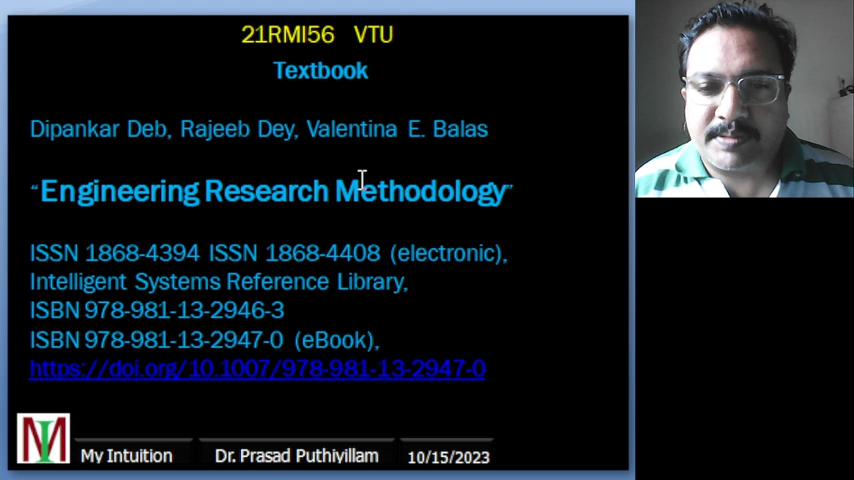 21RMI56 VTU
Textbook
Dipankar Deb, Rajeeb Dey, Valentina E. Balas
“Engineering Research Methodology”
ISSN 1868-4394 ISSN 1868-4408 (electronic),
Intelligent Systems Reference Library,
ISBN 978-981-13-2946-3
ISBN 978-981-13-2947-0 (eBook),
https://doi.org/10.1007/978-981-13-2947-0
MI
My Intuition
Dr. Prasad Puthiyillam
10/15/2023